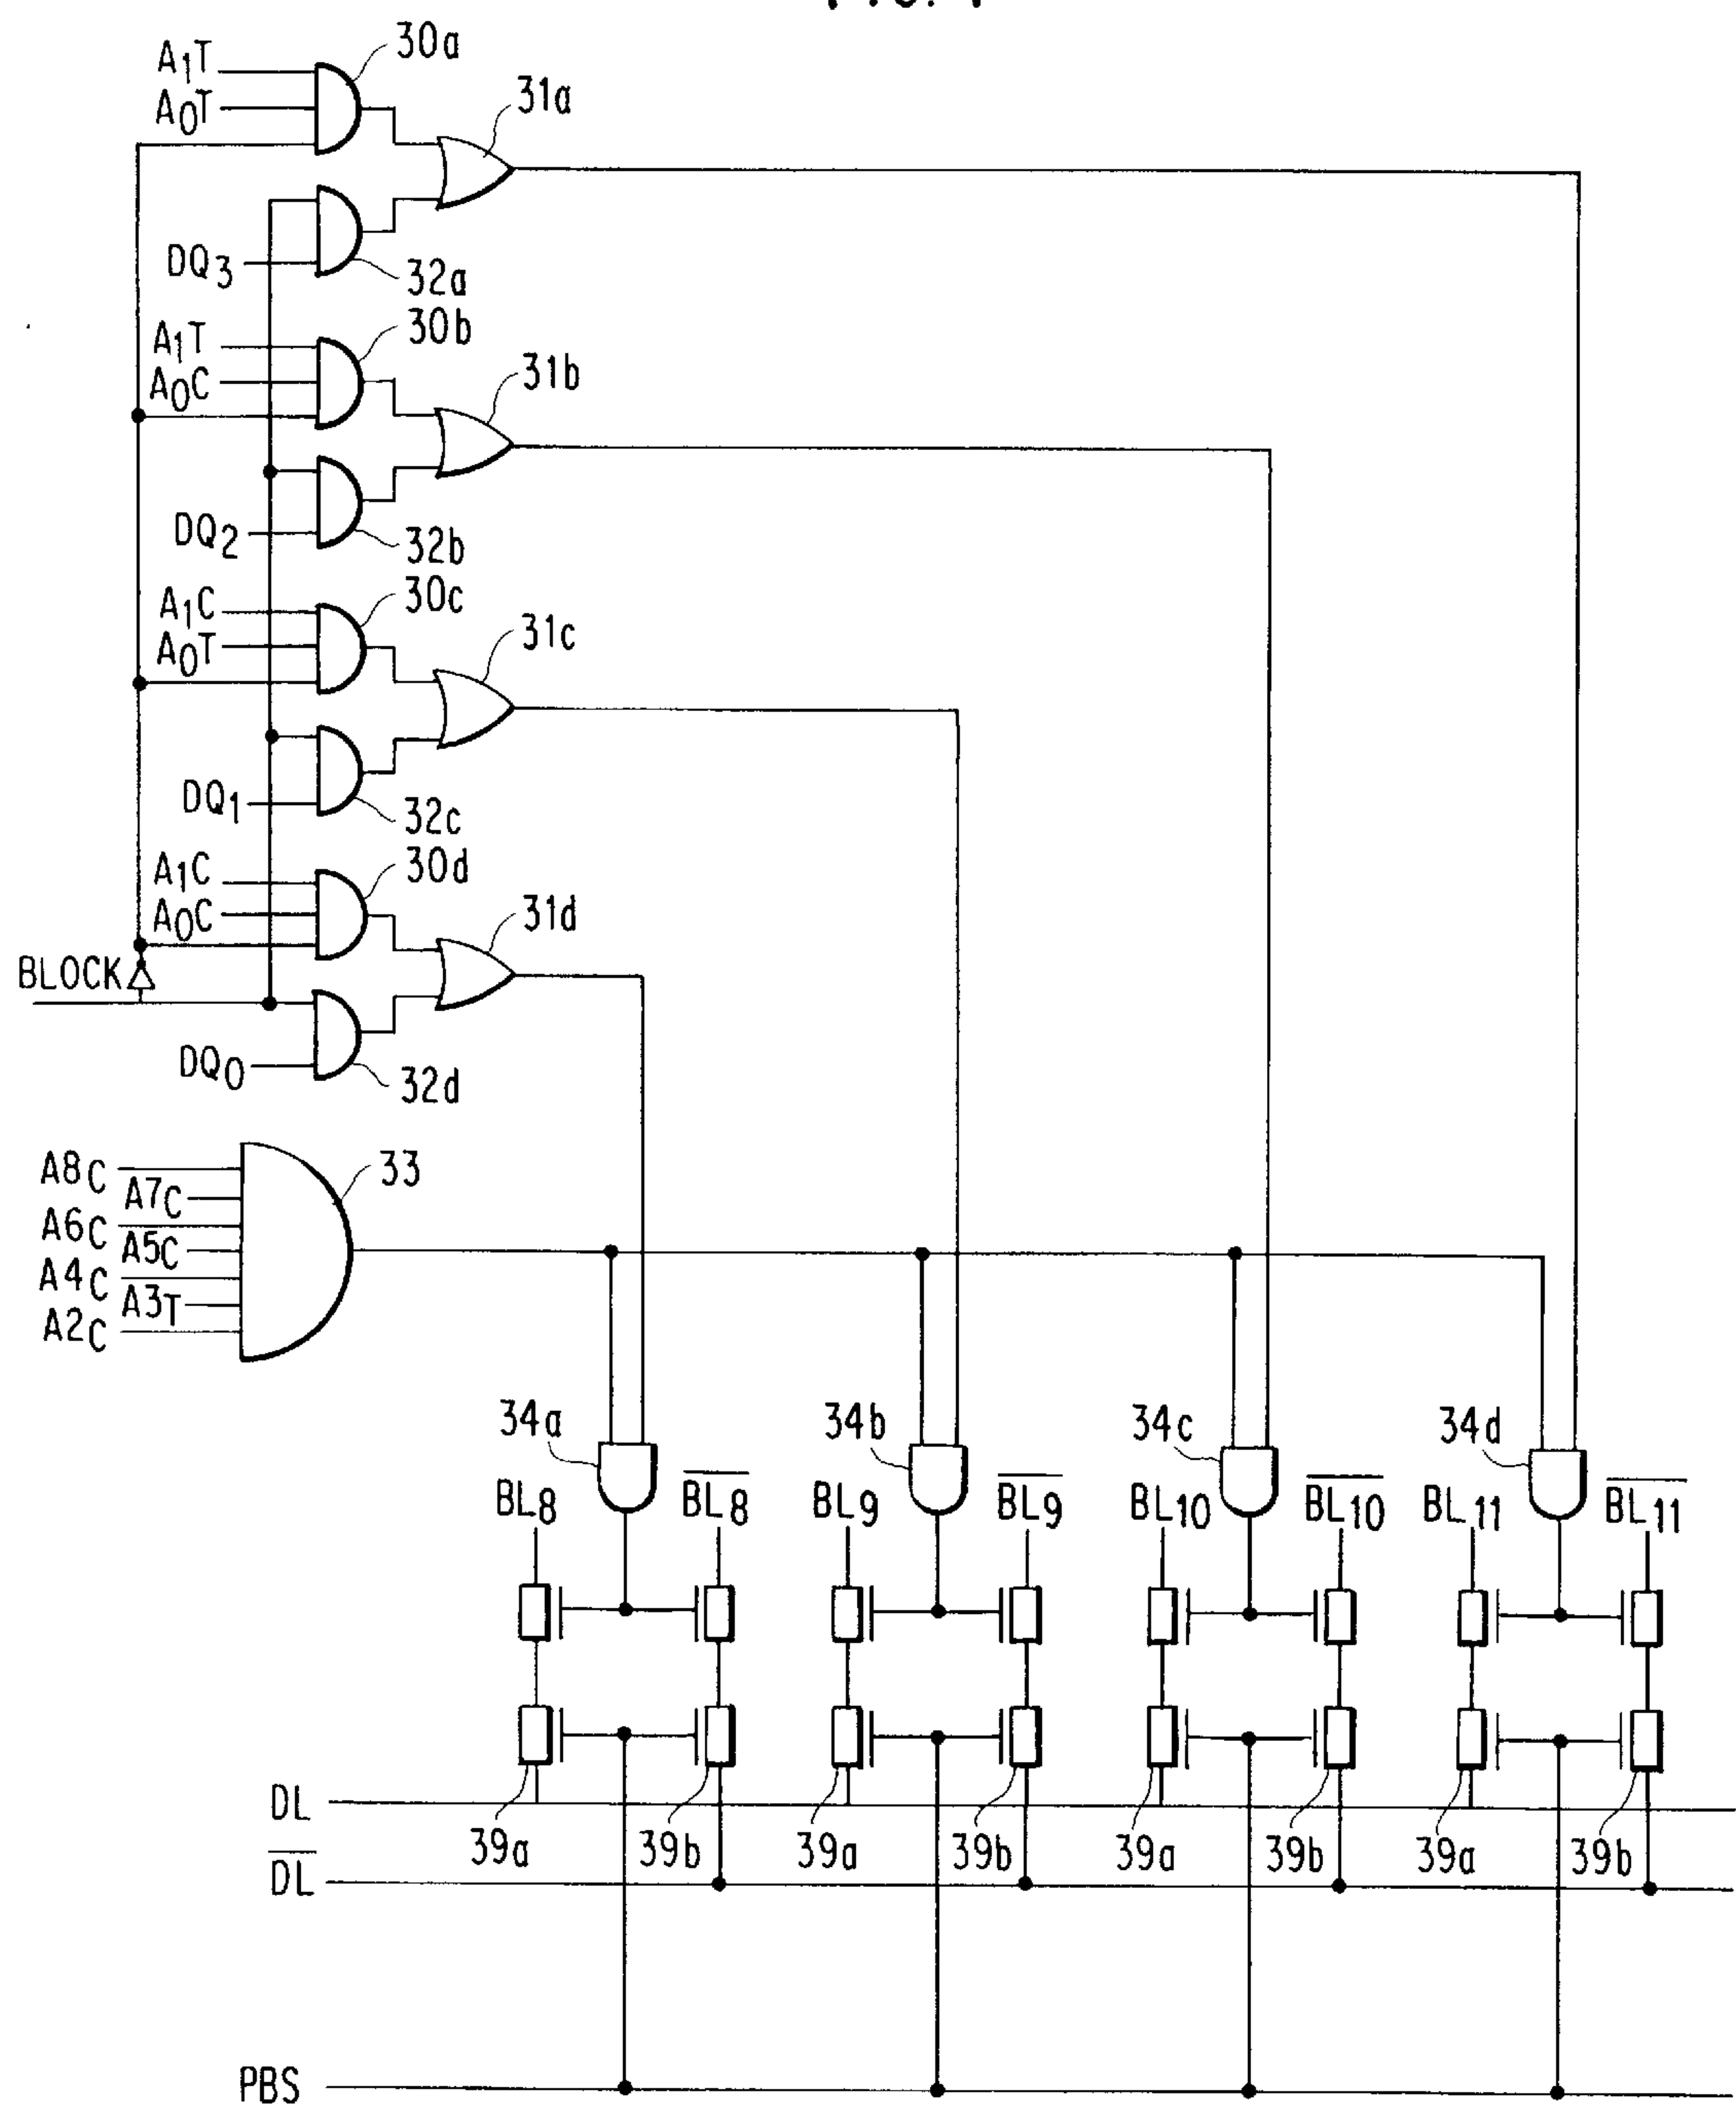 A1T
30a
A0T
31a
DQ3
32a
A1T
30b
A0C
31b
DQ2
32b
A1C
30c
A0T
31c
DQ1
32c
A1C
30d
A0C
31d
BLOCK
DQ0
32d
A8C
33
A7C
A6C
A5C
A4C
A3T
A2C
34a
34b
34c
34d
BL8
BL8
BL9
BL9
BL10
BL10
BL11
BL11
DL
39a
39b
39a
39b
39a
39b
39a
39b
DL
PBS